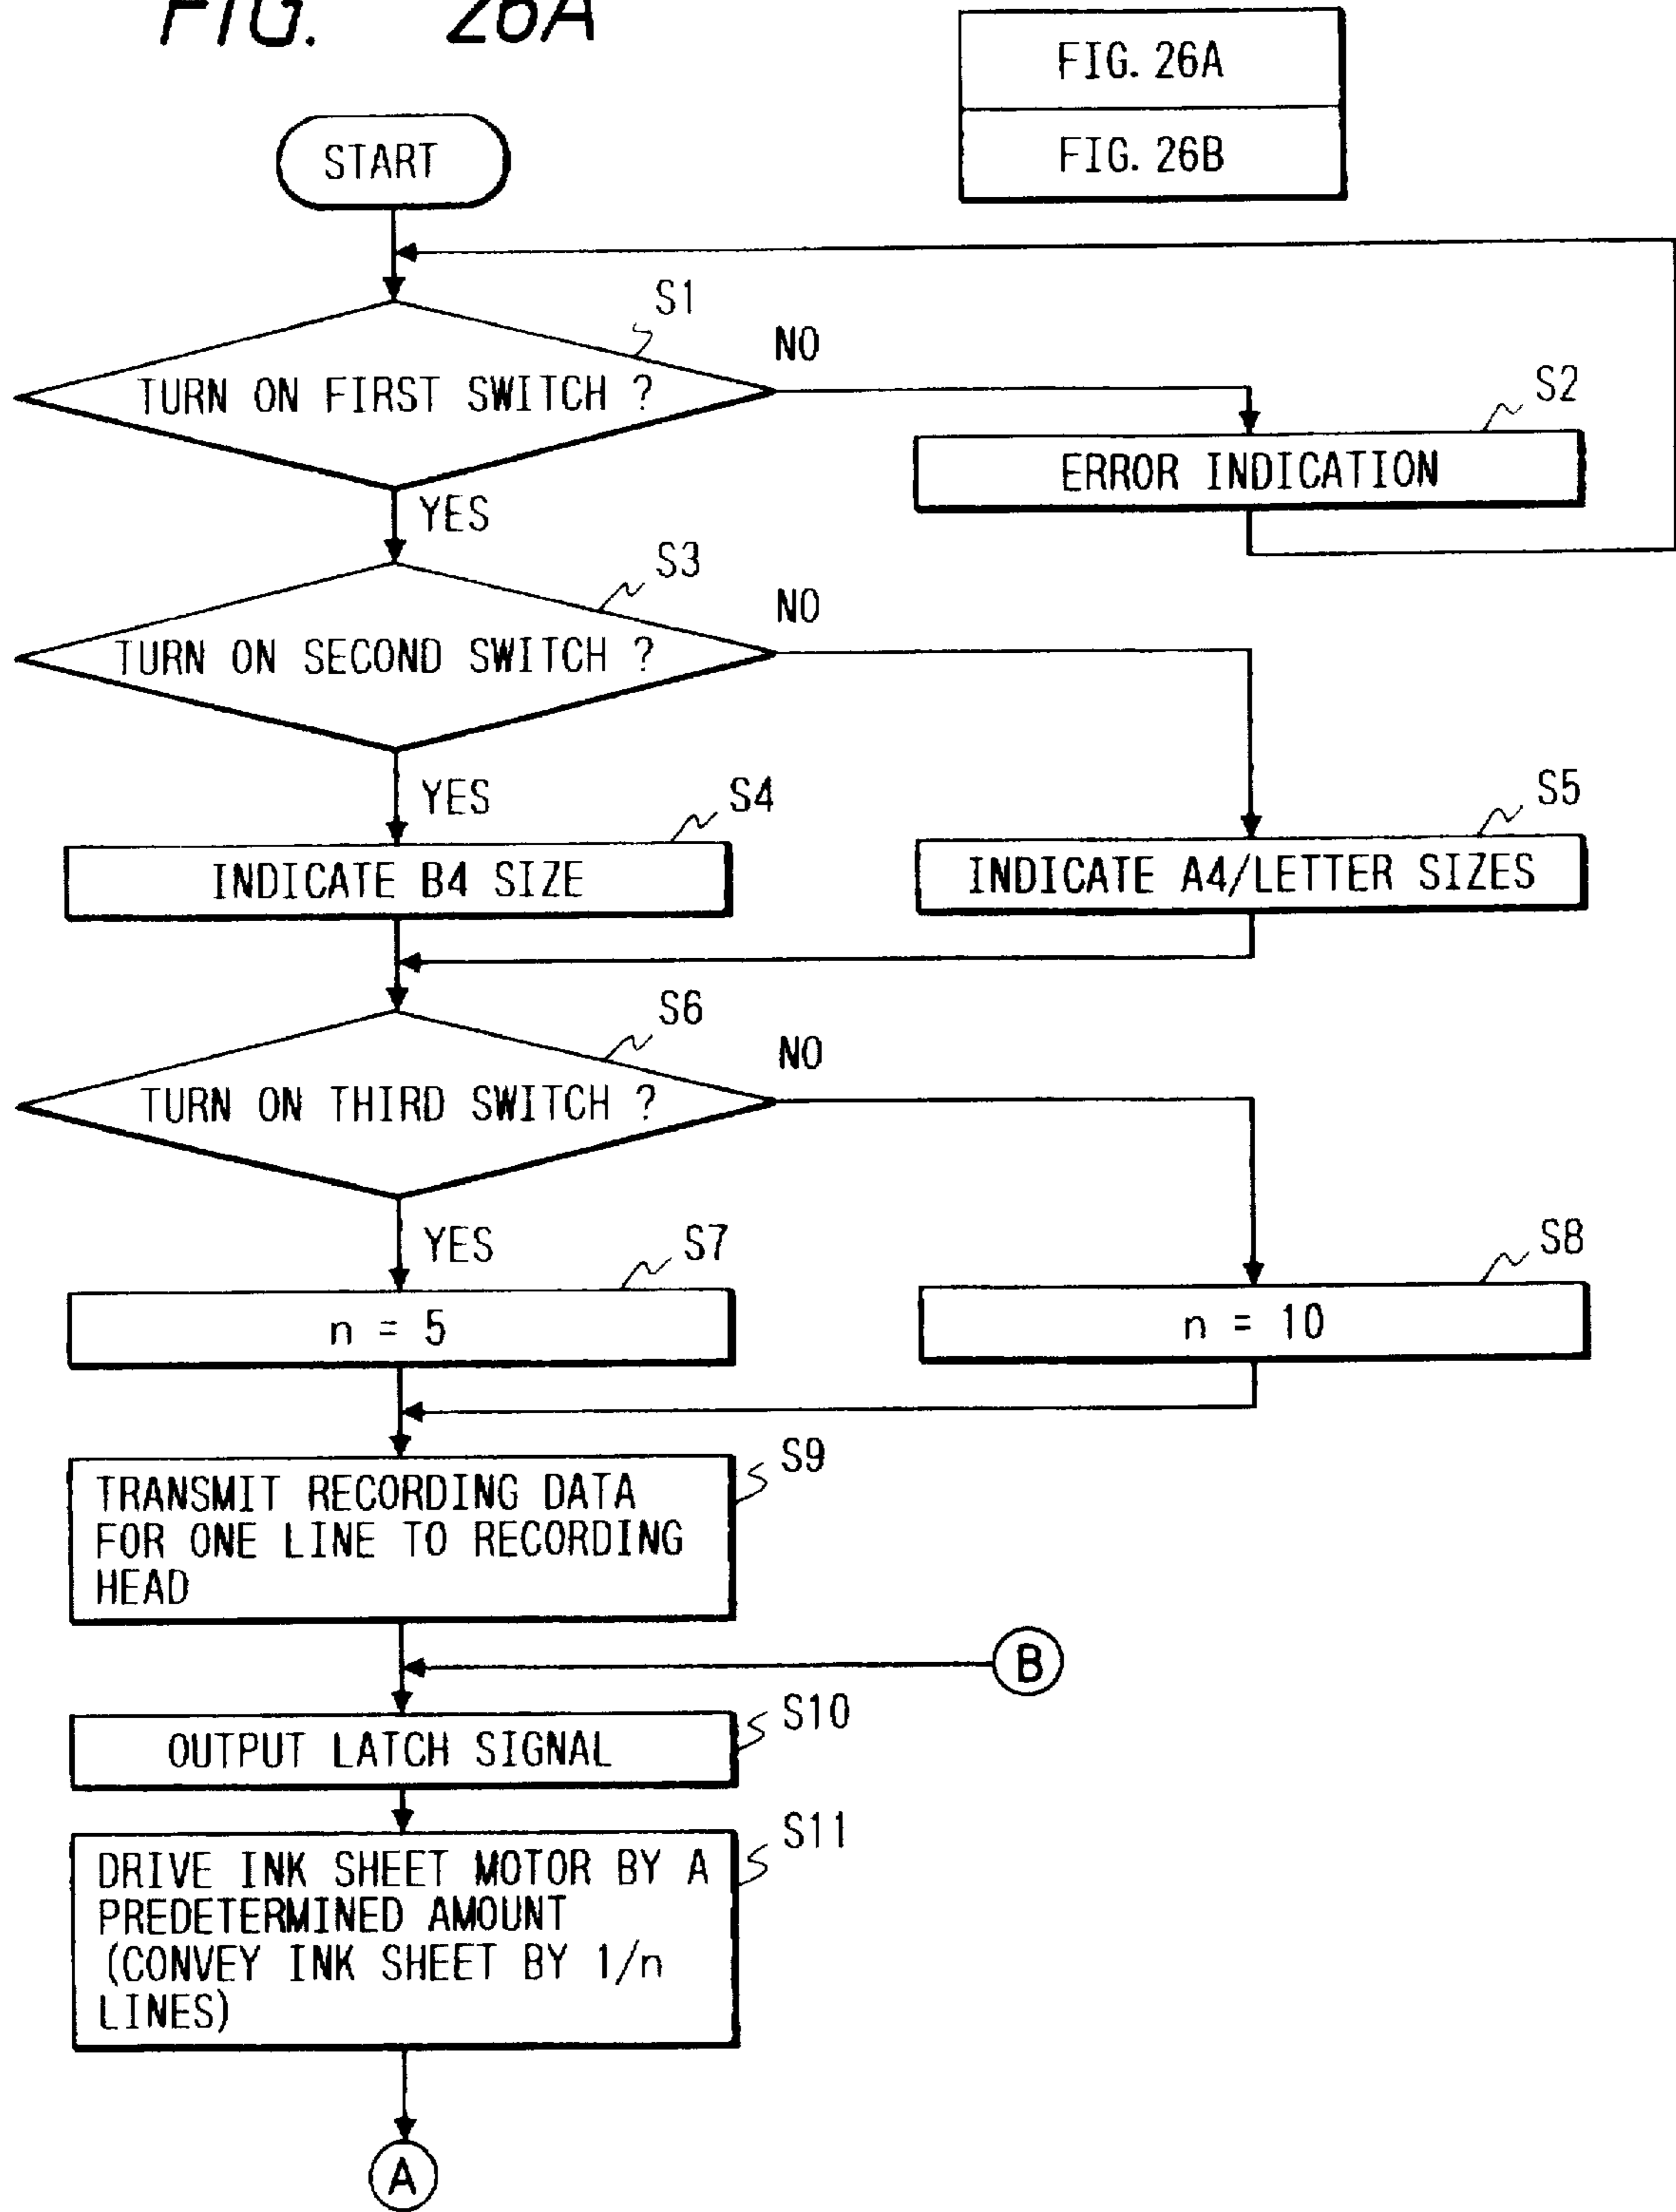 FIG. 26A
FIG. 26A
FIG. 26B
START
S1
TURN ON FIRST SWITCH ?
NO
S2
ERROR INDICATION
YES
S3
TURN ON SECOND SWITCH ?
NO
YES
S4
INDICATE B4 SIZE
S5
INDICATE A4/LETTER SIZES
S6
TURN ON THIRD SWITCH ?
NO
YES
S7
n = 5
S8
n = 10
S9
TRANSMIT RECORDING DATA
FOR ONE LINE TO RECORDING
HEAD
B
S10
OUTPUT LATCH SIGNAL
S11
DRIVE INK SHEET MOTOR BY A
PREDETERMINED AMOUNT
(CONVEY INK SHEET BY 1/n
LINES)
A